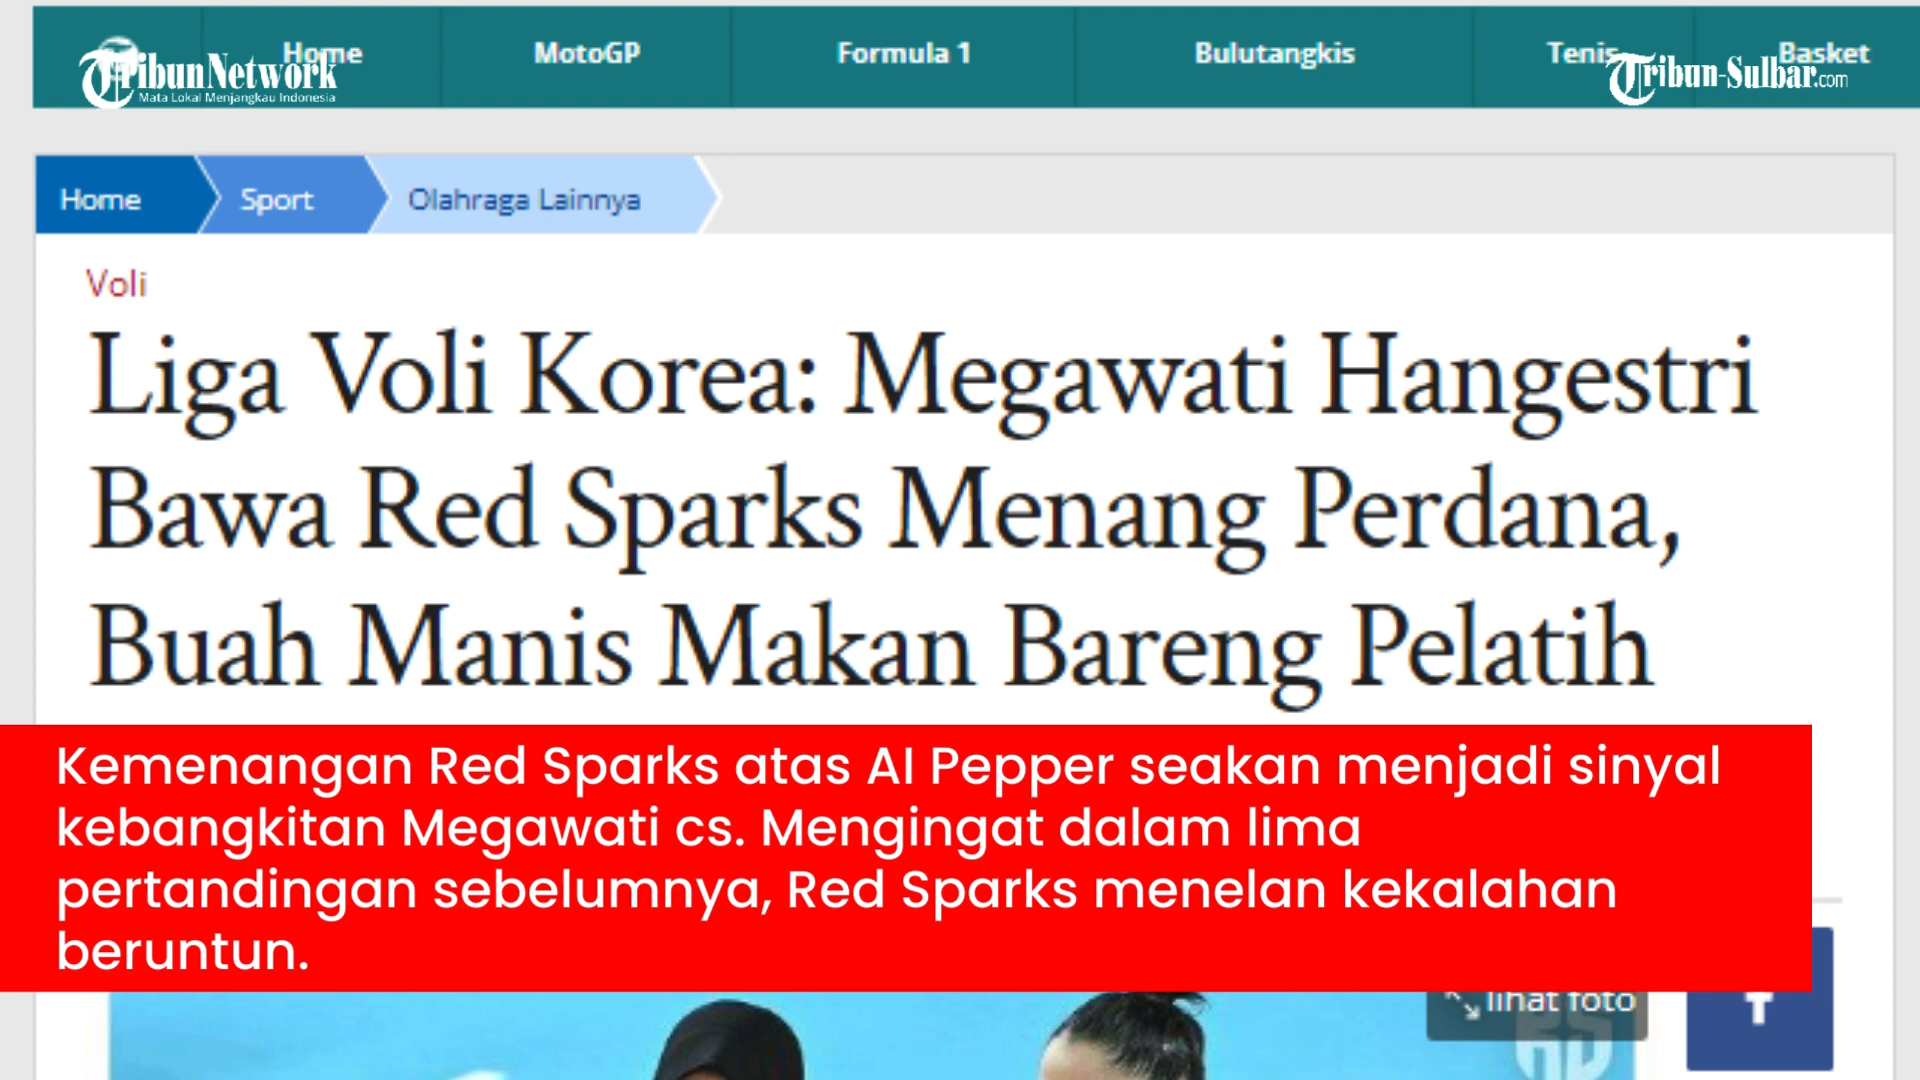 Home MotoGP Formula 1 Bulutangkis Tenis Basket
TribunNetwork
Mata Lokal Menjangkau Indonesia
Tribun-Sulbar.com
Home Sport Olahraga Lainnya
Voli
Liga Voli Korea: Megawati Hangestri
Bawa Red Sparks Menang Perdana,
Buah Manis Makan Bareng Pelatih
Kemenangan Red Sparks atas AI Pepper seakan menjadi sinyal
kebangkitan Megawati cs. Mengingat dalam lima
pertandingan sebelumnya, Red Sparks menelan kekalahan
beruntun.
lihat foto
f